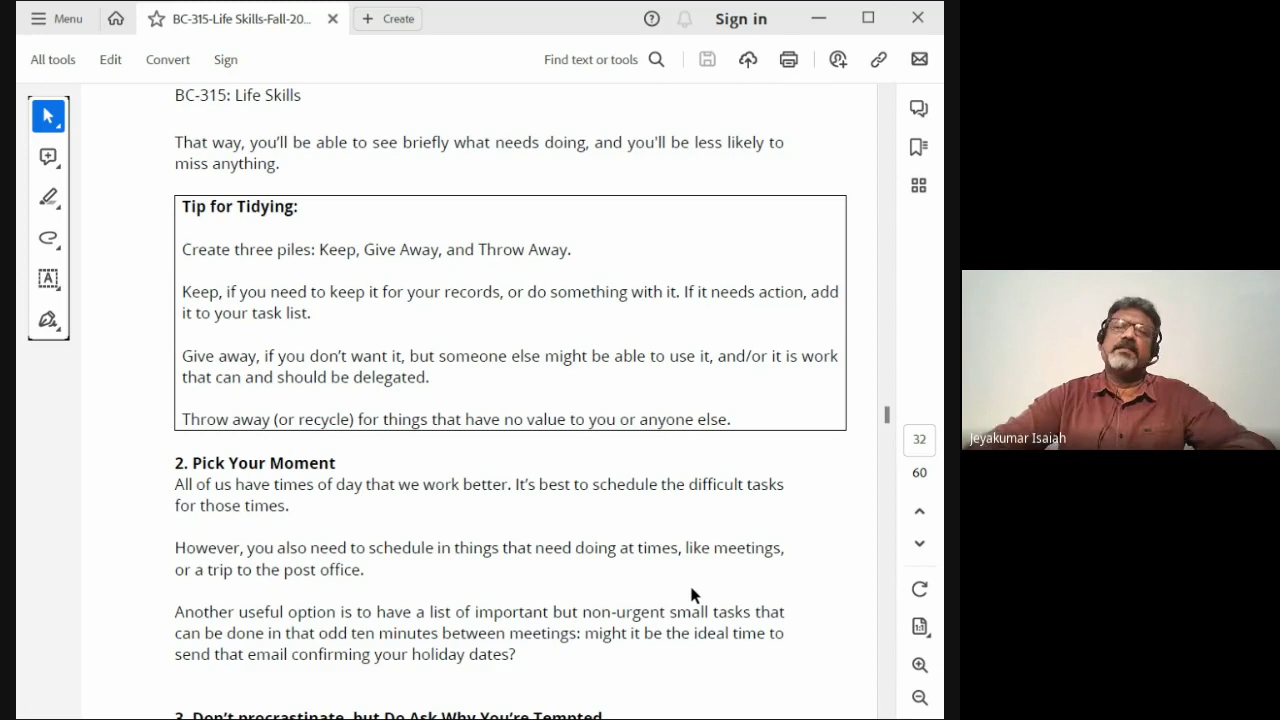 Menu
BC-315-Life Skills-Fall-20...
Create
Sign in
All tools
Edit
Convert
Sign
Find text or tools
BC-315: Life Skills
That way, you’ll be able to see briefly what needs doing, and you'll be less likely to
miss anything.
Tip for Tidying:
Create three piles: Keep, Give Away, and Throw Away.
Keep, if you need to keep it for your records, or do something with it. If it needs action, add
it to your task list.
Give away, if you don’t want it, but someone else might be able to use it, and/or it is work
that can and should be delegated.
Throw away (or recycle) for things that have no value to you or anyone else.
2. Pick Your Moment
All of us have times of day that we work better. It’s best to schedule the difficult tasks
for those times.
However, you also need to schedule in things that need doing at times, like meetings,
or a trip to the post office.
Another useful option is to have a list of important but non-urgent small tasks that
can be done in that odd ten minutes between meetings: might it be the ideal time to
send that email confirming your holiday dates?
3. Don’t procrastinate, but Do Ask Why You’re Tempted
32
60
Jeyakumar Isaiah